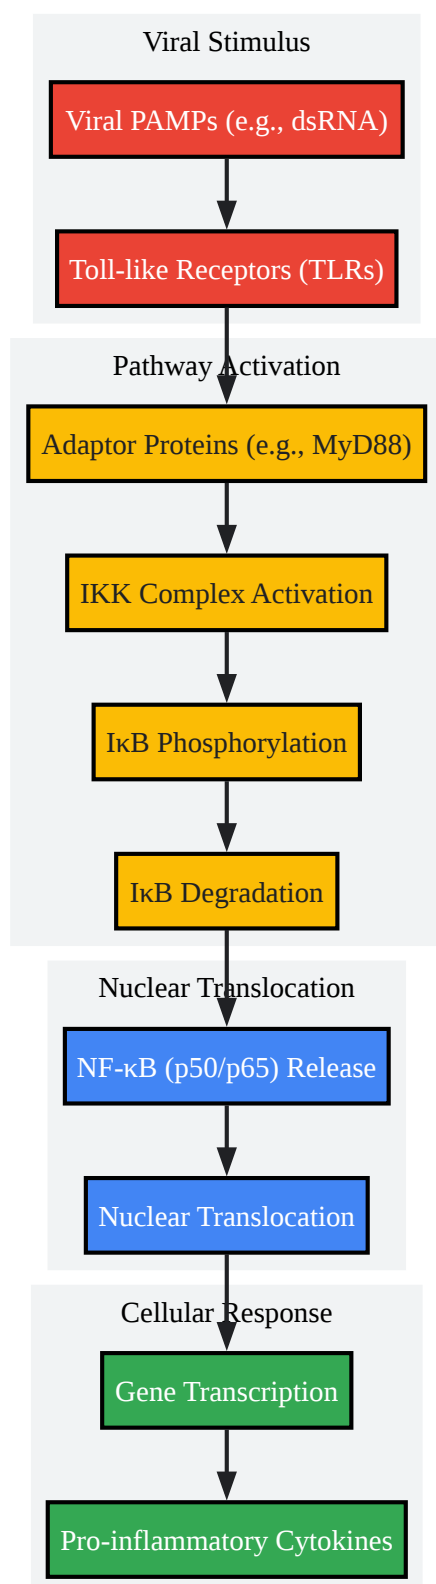 Viral Stimulus
Viral PAMPs (e.g., dsRNA)
Toll-like Receptors (TLRs)
Pathway Activation
Adaptor Proteins (e.g., MyD88)
IKK Complex Activation
IκB Phosphorylation
IκB Degradation
Nuclear Translocation
NF-κB (p50/p65) Release
Nuclear Translocation
Cellular Response
Gene Transcription
Pro-inflammatory Cytokines